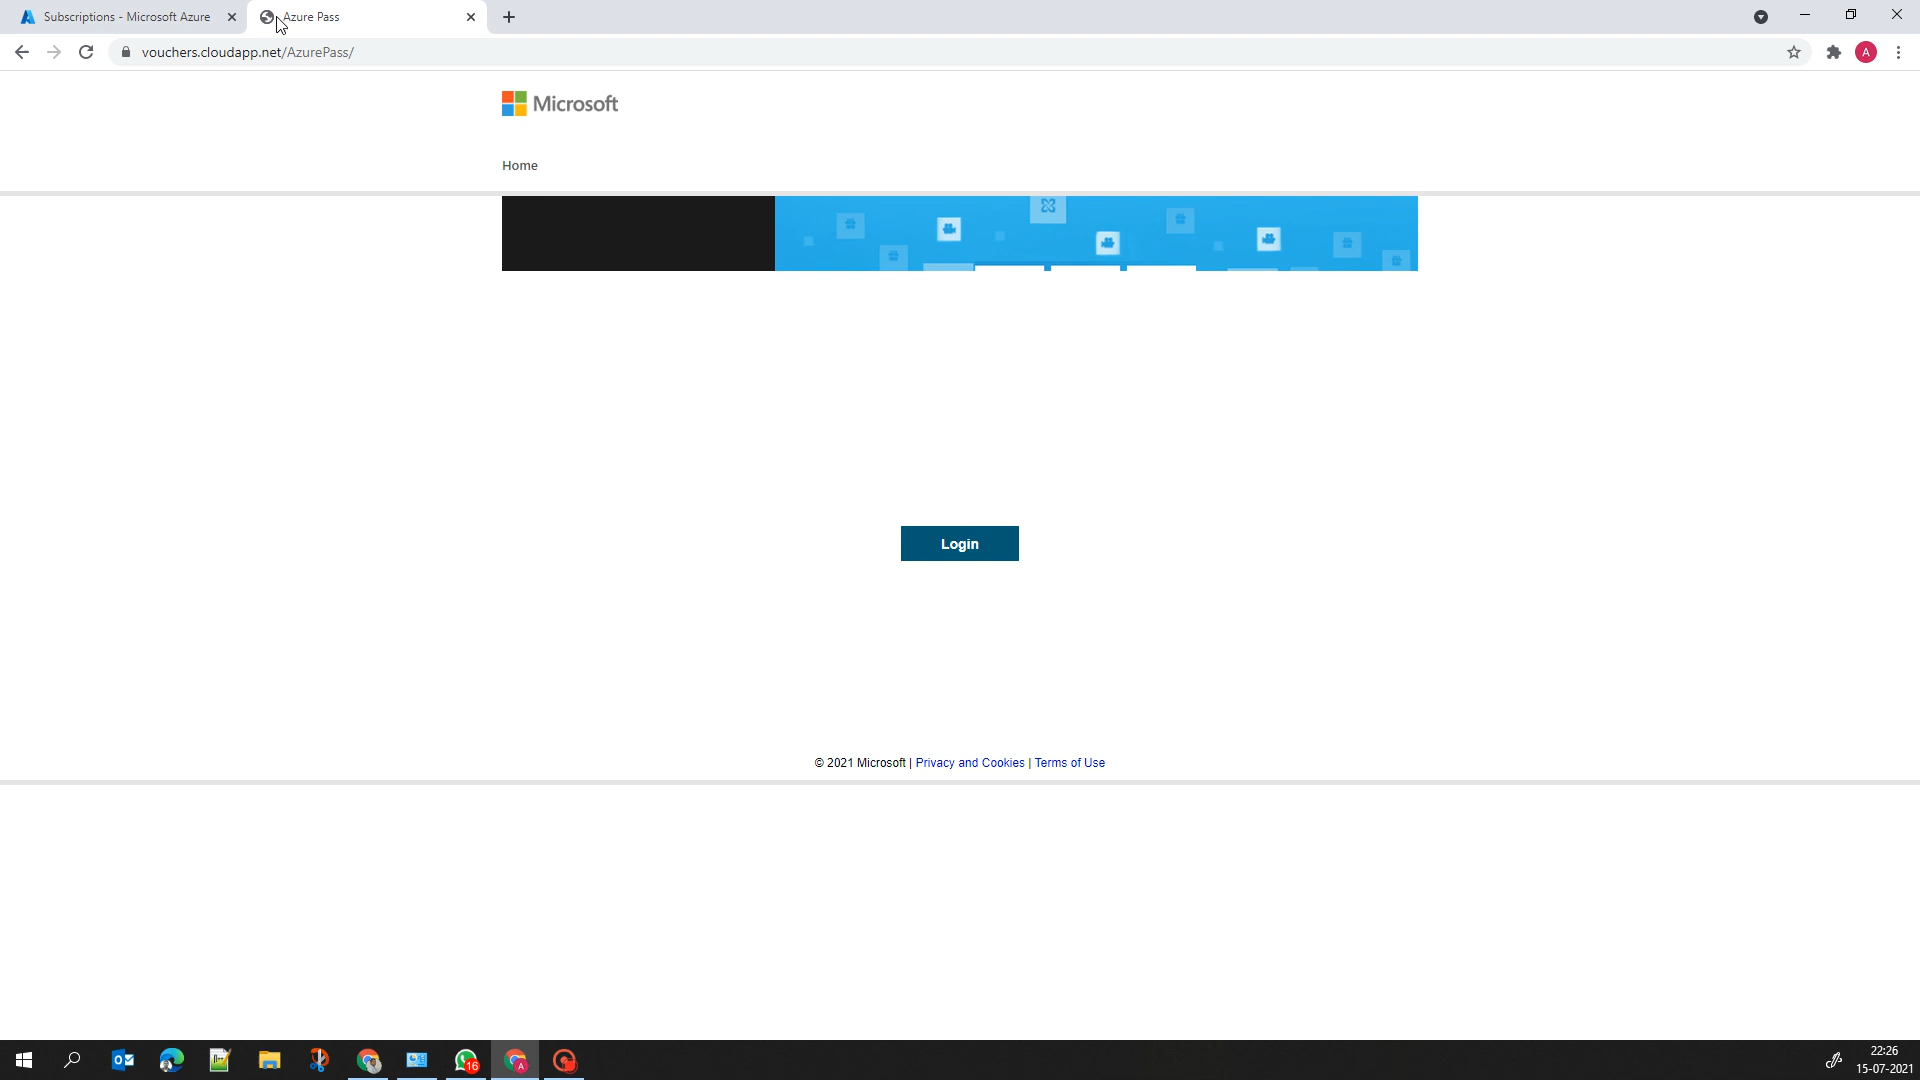 Subscriptions - Microsoft Azure
Azure Pass
vouchers.cloudapp.net/AzurePass/
A
Microsoft
Home
Login
© 2021 Microsoft | Privacy and Cookies | Terms of Use
16
A
22:26
15-07-2021